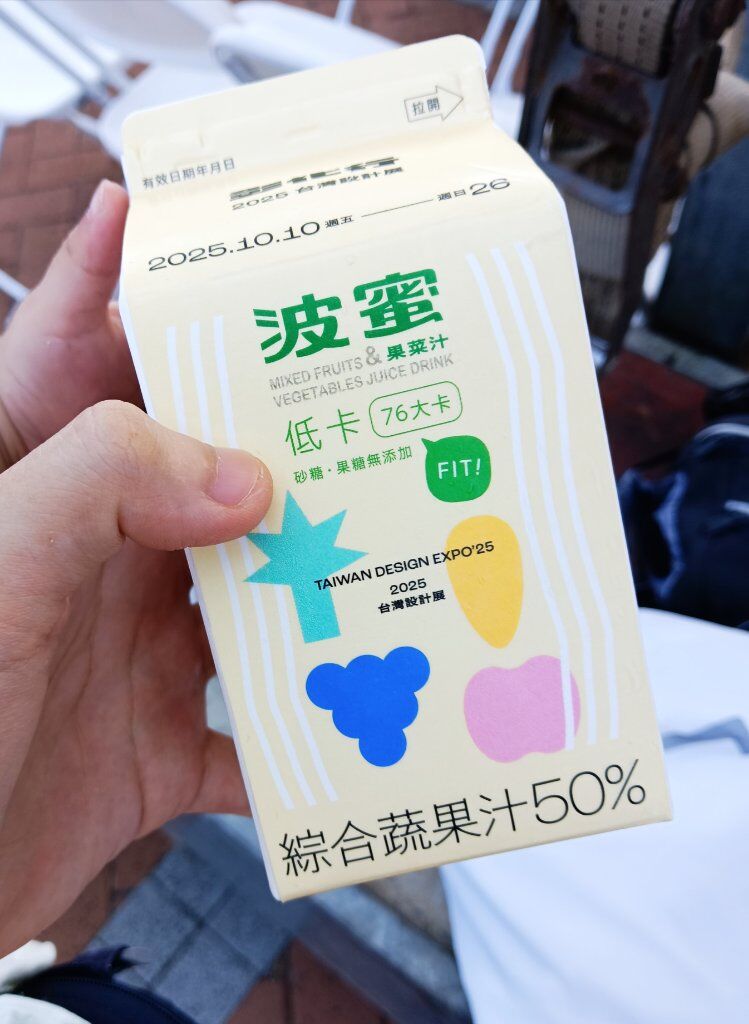 拉開
有效日期年月日
彰化行
2025 台灣設計展
2025.10.10 週五 —— 週日 26
波蜜
MIXED FRUITS & 果菜汁
VEGETABLES JUICE DRINK
低卡 76大卡
砂糖・果糖無添加
FIT!
TAIWAN DESIGN EXPO'25
2025
台灣設計展
綜合蔬果汁50%